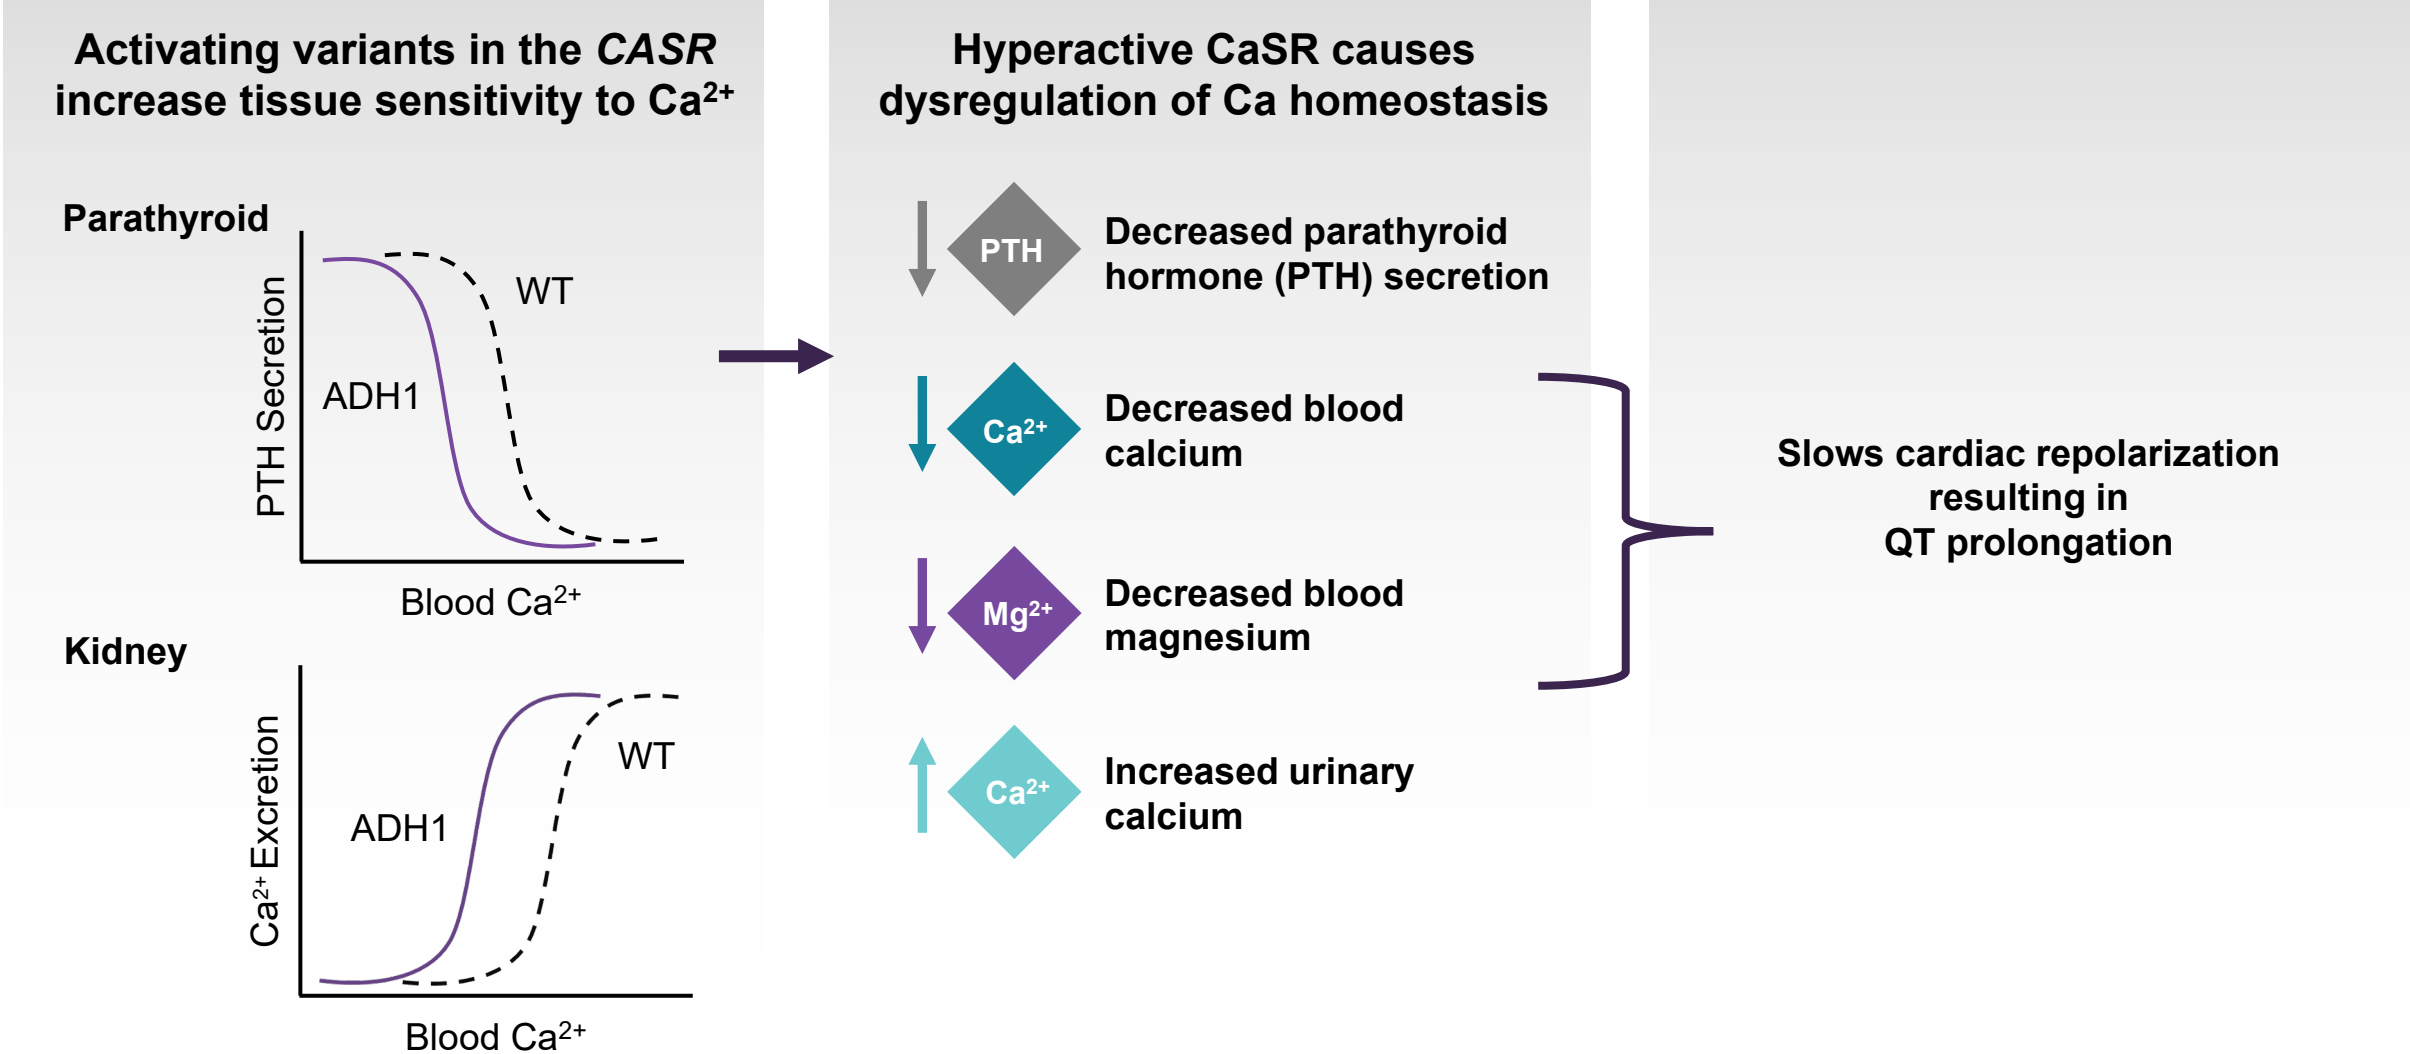 Activating variants in the CASR
increase tissue sensitivity to Ca²⁺
Parathyroid
PTH Secretion
WT
ADH1
Blood Ca²⁺
Kidney
Ca²⁺ Excretion
WT
ADH1
Blood Ca²⁺
Hyperactive CaSR causes
dysregulation of Ca homeostasis
PTH
Decreased parathyroid
hormone (PTH) secretion
Ca²⁺
Decreased blood
calcium
Mg²⁺
Decreased blood
magnesium
Ca²⁺
Increased urinary
calcium
Slows cardiac repolarization
resulting in
QT prolongation